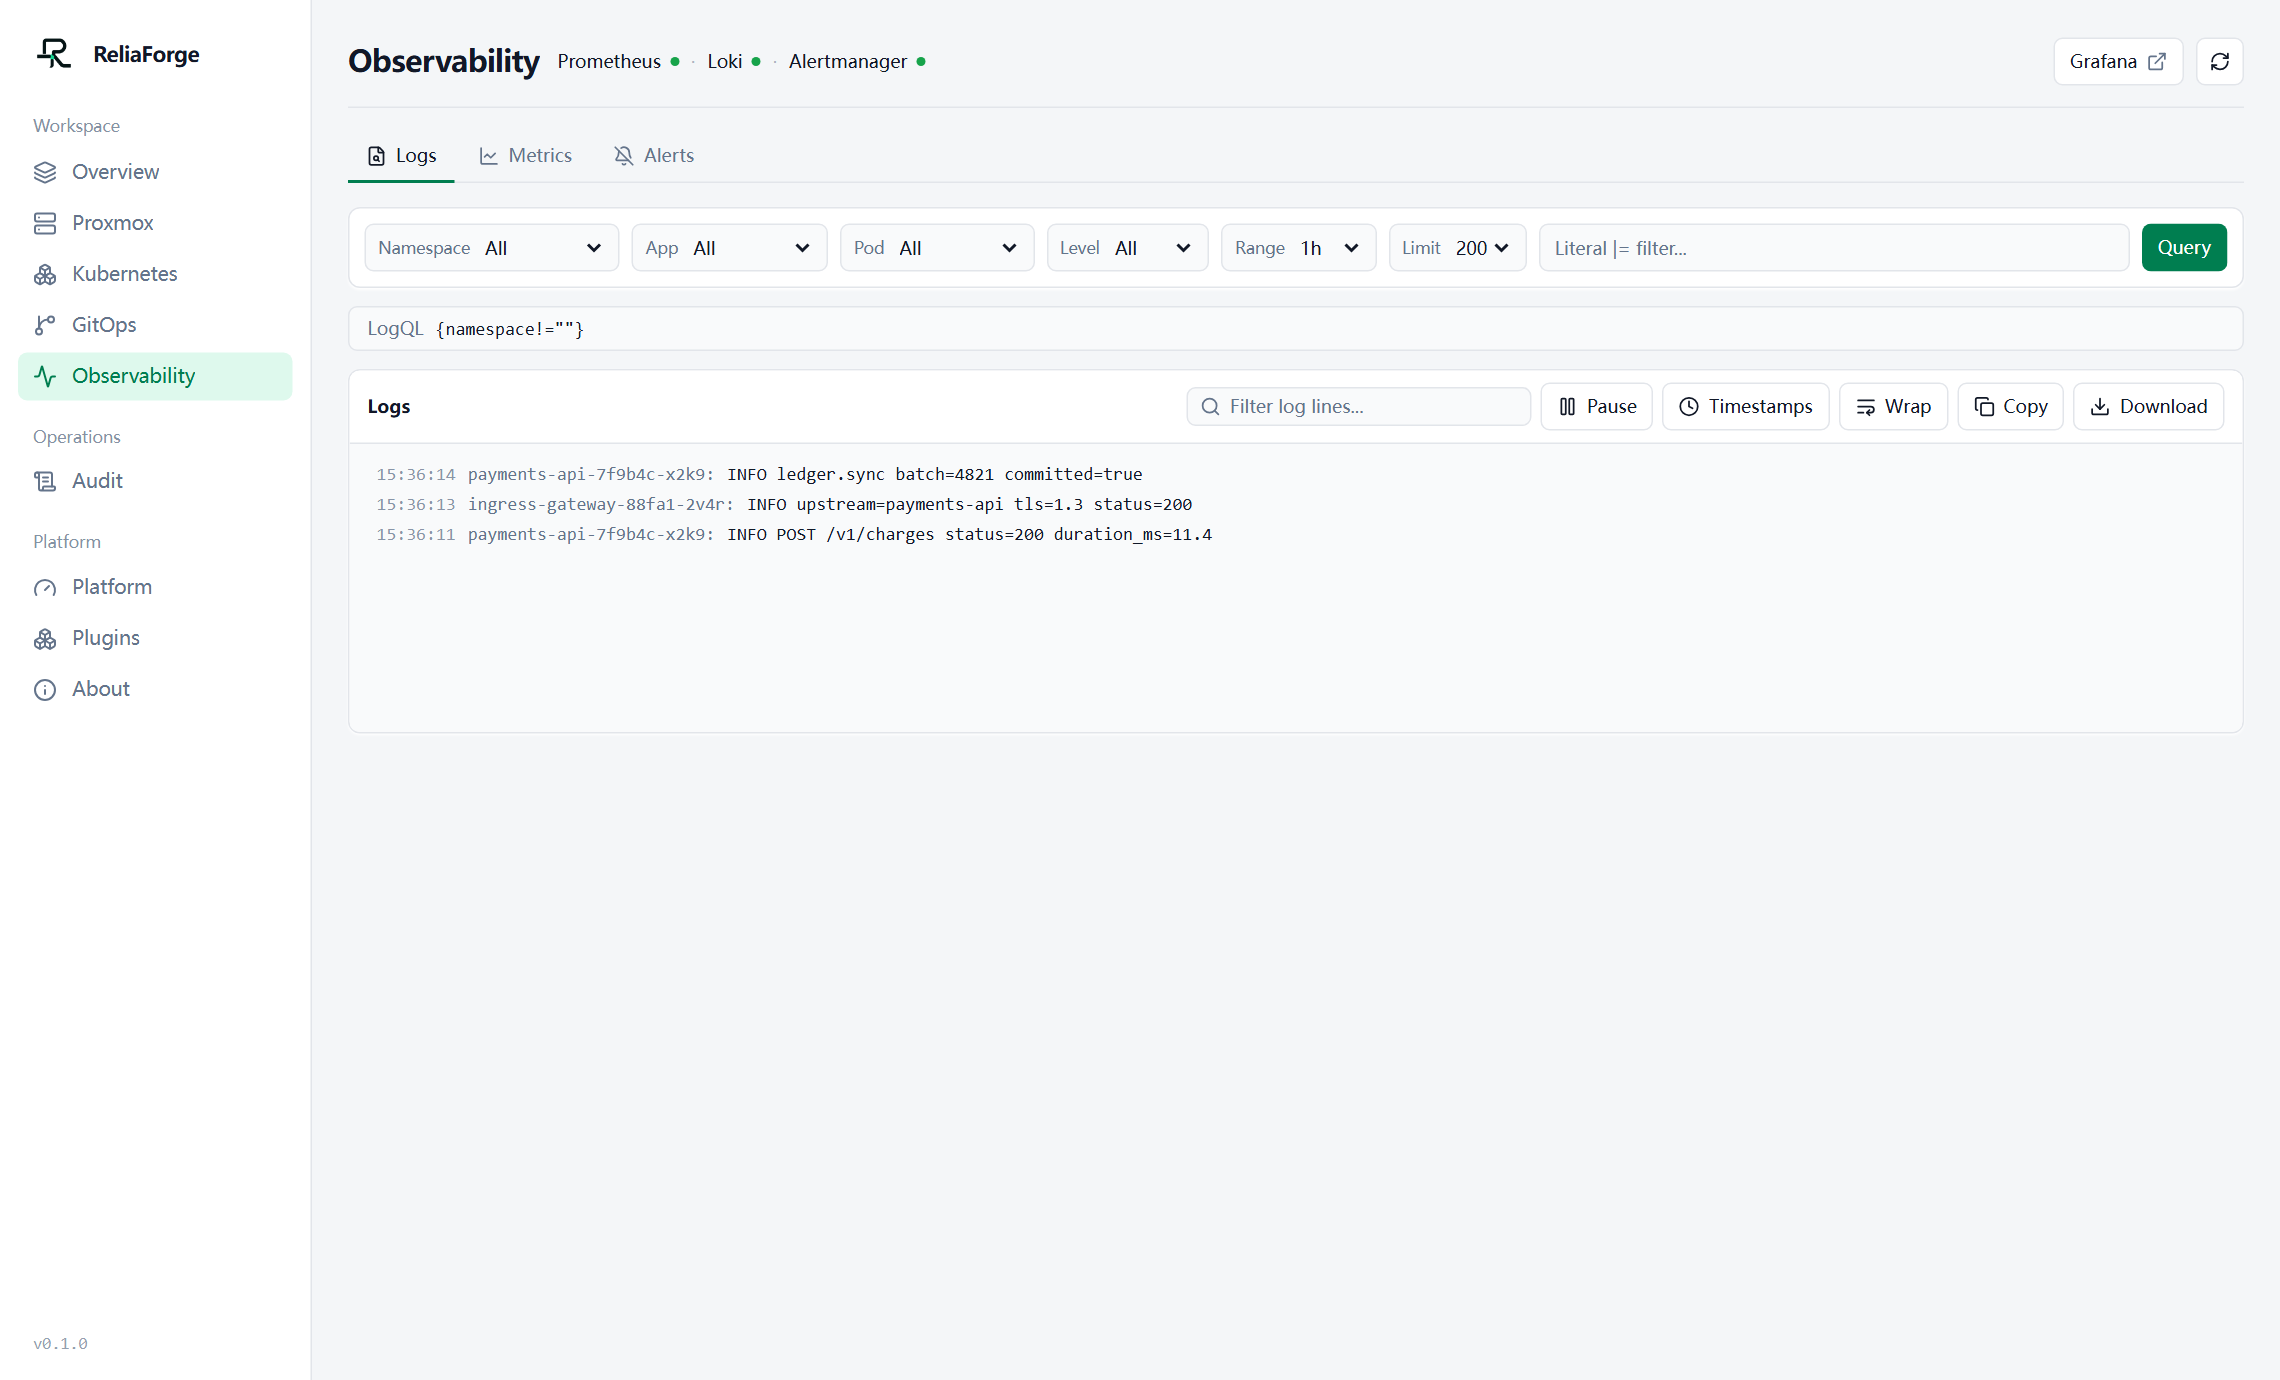 ReliaForge
Workspace
Overview
Proxmox
Kubernetes
GitOps
Observability
Operations
Audit
Platform
Platform
Plugins
About
v0.1.0
Observability Prometheus · Loki · Alertmanager
Grafana
Logs Metrics Alerts
Namespace All App All Pod All Level All Range 1h Limit 200 Literal |= filter... Query
LogQL {namespace!=""}
Logs Filter log lines... Pause Timestamps Wrap Copy Download
15:36:14 payments-api-7f9b4c-x2k9: INFO ledger.sync batch=4821 committed=true
15:36:13 ingress-gateway-88fa1-2v4r: INFO upstream=payments-api tls=1.3 status=200
15:36:11 payments-api-7f9b4c-x2k9: INFO POST /v1/charges status=200 duration_ms=11.4